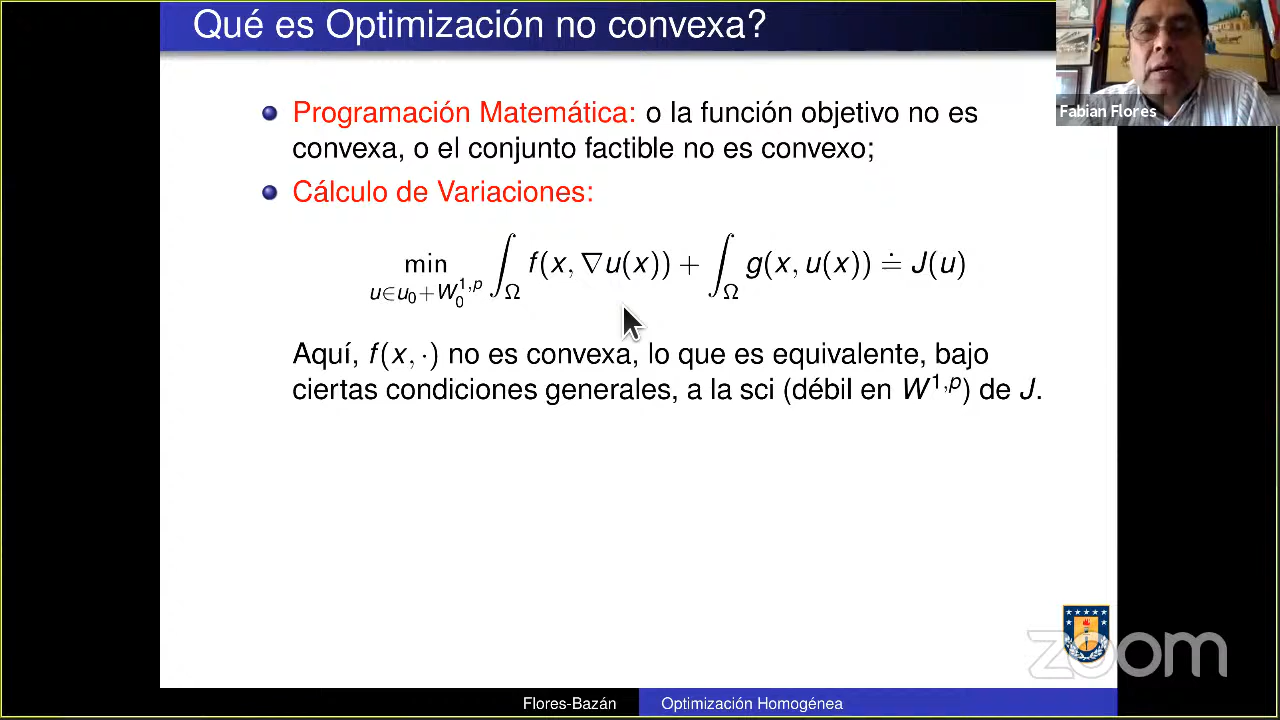 Qué es Optimización no convexa?
Programación Matemática: o la función objetivo no es
convexa, o el conjunto factible no es convexo;
Cálculo de Variaciones:
min_{u∈u₀+W₀^{1,p}} ∫_Ω f(x, ∇u(x)) + ∫_Ω g(x, u(x)) ≐ J(u)
Aquí, f(x, ·) no es convexa, lo que es equivalente, bajo
ciertas condiciones generales, a la sci (débil en W^{1,p}) de J.
Fabian Flores
zoom
Flores-Bazán Optimización Homogénea